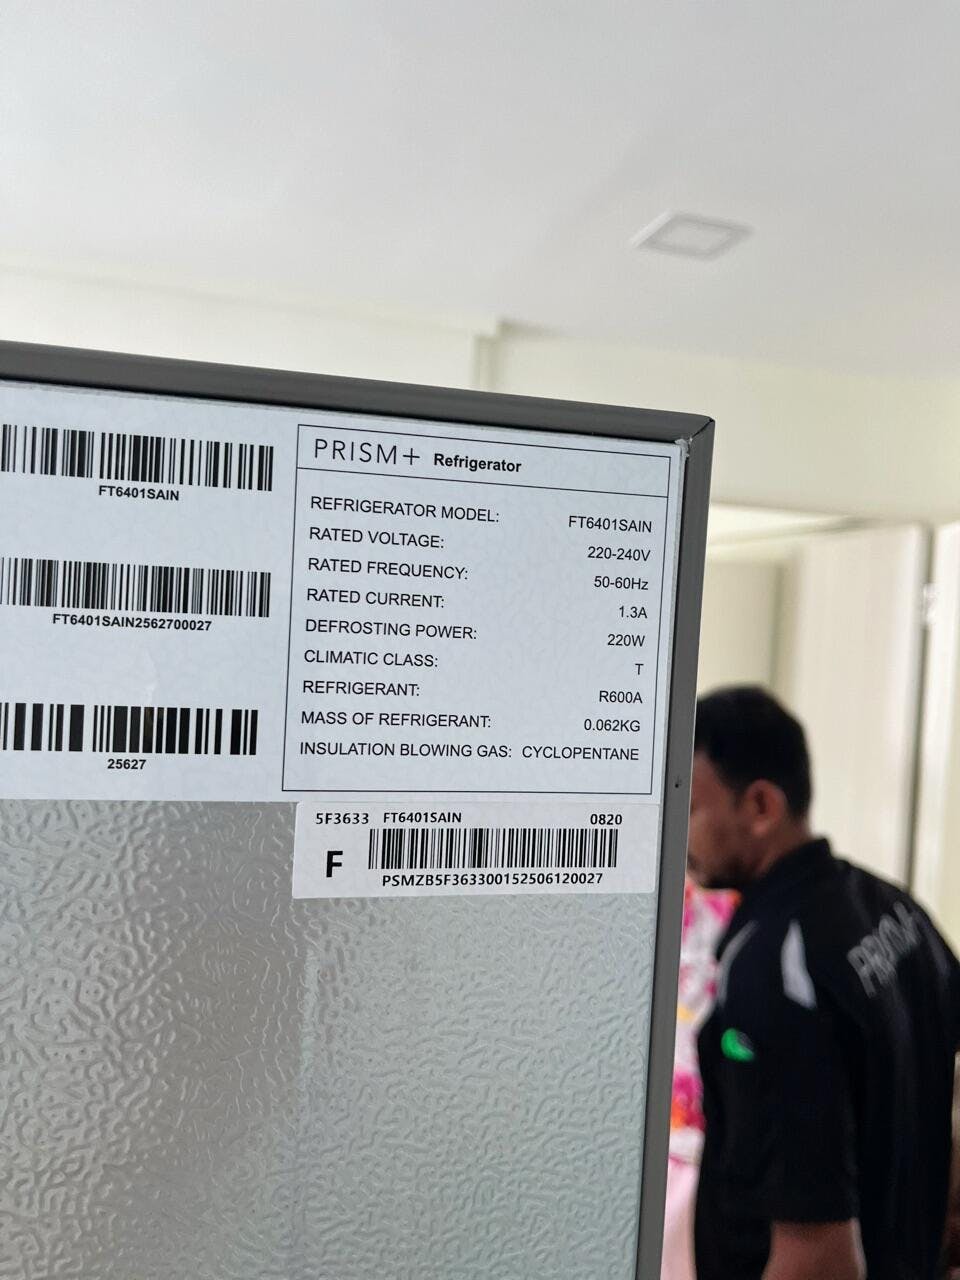 FT6401SAIN
FT6401SAIN2562700027
25627
PRISM+ Refrigerator
REFRIGERATOR MODEL: FT6401SAIN
RATED VOLTAGE: 220-240V
RATED FREQUENCY: 50-60Hz
RATED CURRENT: 1.3A
DEFROSTING POWER: 220W
CLIMATIC CLASS: T
REFRIGERANT: R600A
MASS OF REFRIGERANT: 0.062KG
INSULATION BLOWING GAS: CYCLOPENTANE
5F3633 FT6401SAIN 0820
F
PSMZB5F363300152506120027
PRISM+